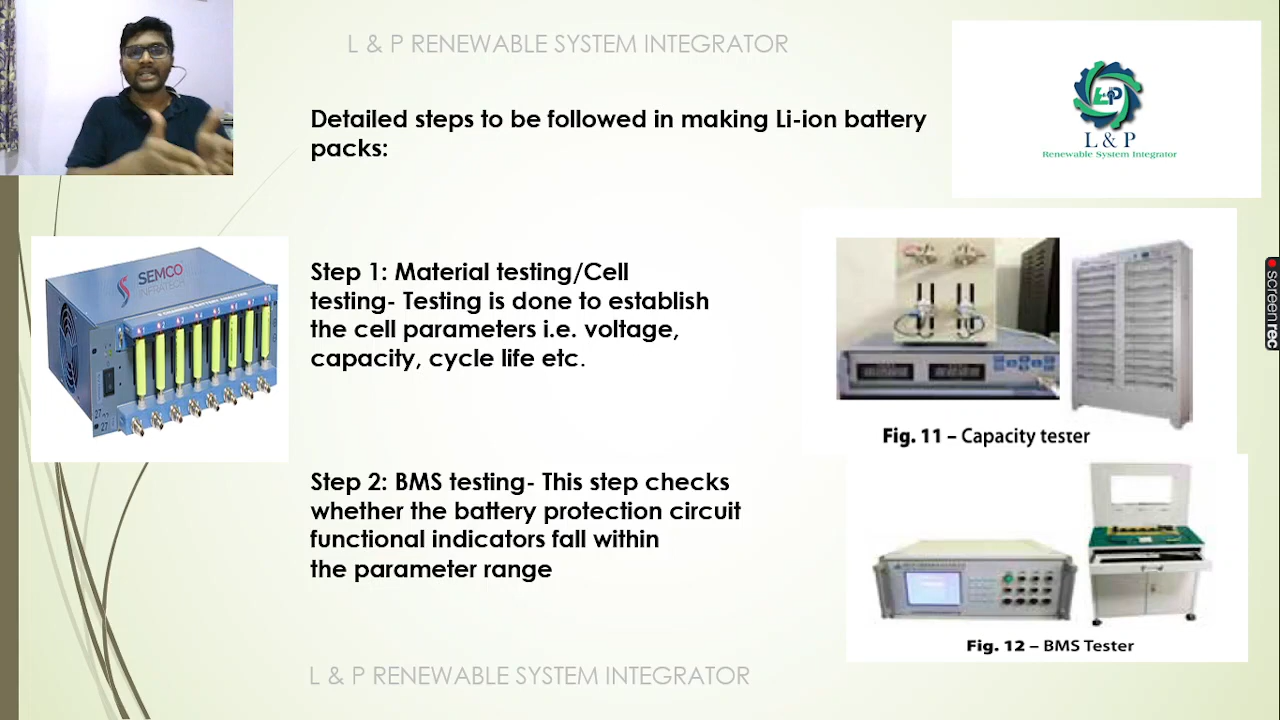 L & P RENEWABLE SYSTEM INTEGRATOR
L&P
L & P
Renewable System Integrator
Detailed steps to be followed in making Li-ion battery
packs:
SEMCO
INFRATECH
27
27
Step 1: Material testing/Cell
testing- Testing is done to establish
the cell parameters i.e. voltage,
capacity, cycle life etc.
Fig. 11 – Capacity tester
Step 2: BMS testing- This step checks
whether the battery protection circuit
functional indicators fall within
the parameter range
Fig. 12 – BMS Tester
L & P RENEWABLE SYSTEM INTEGRATOR
screenrec